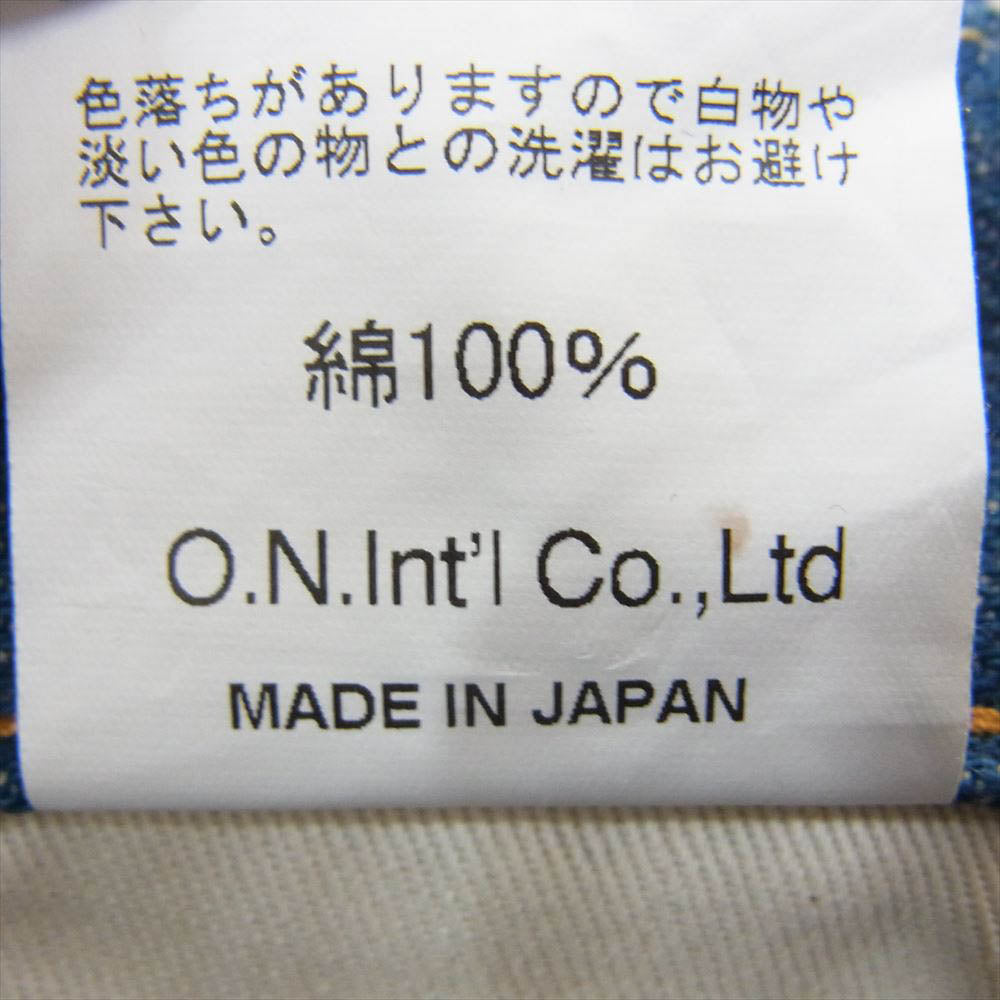 色落ちがありますので白物や
淡い色の物との洗濯はお避け
下さい。
綿100%
O.N.Int'l Co.,Ltd
MADE IN JAPAN